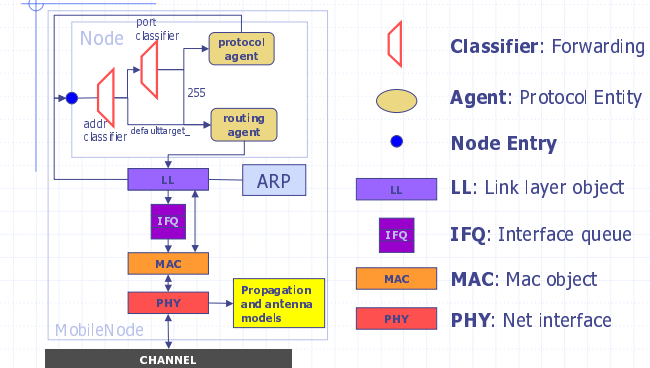 port
classifier
Node
protocol
agent
255
addr
classifier
defaulttarget_
routing
agent
LL
ARP
IFQ
MAC
PHY
Propagation
and antenna
models
MobileNode
CHANNEL
Classifier: Forwarding
Agent: Protocol Entity
Node Entry
LL
LL: Link layer object
IFQ
IFQ: Interface queue
MAC
MAC: Mac object
PHY
PHY: Net interface